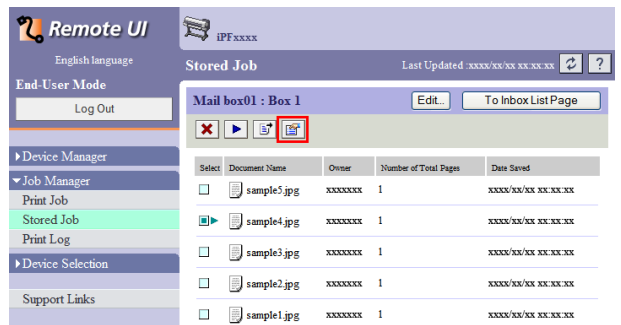 Remote UI
English language
End-User Mode
Log Out
Device Manager
Job Manager
Print Job
Stored Job
Print Log
Device Selection
Support Links
iPFxxxx
Stored Job Last Updated :xxxx/xx/xx xx:xx:xx ?
Mail box01 : Box 1 Edit... To Inbox List Page
Select Document Name Owner Number of Total Pages Date Saved
sample5.jpg xxxxxxx 1 xxxx/xx/xx xx:xx:xx
sample4.jpg xxxxxxx 1 xxxx/xx/xx xx:xx:xx
sample3.jpg xxxxxxx 1 xxxx/xx/xx xx:xx:xx
sample2.jpg xxxxxxx 1 xxxx/xx/xx xx:xx:xx
sample1.jpg xxxxxxx 1 xxxx/xx/xx xx:xx:xx